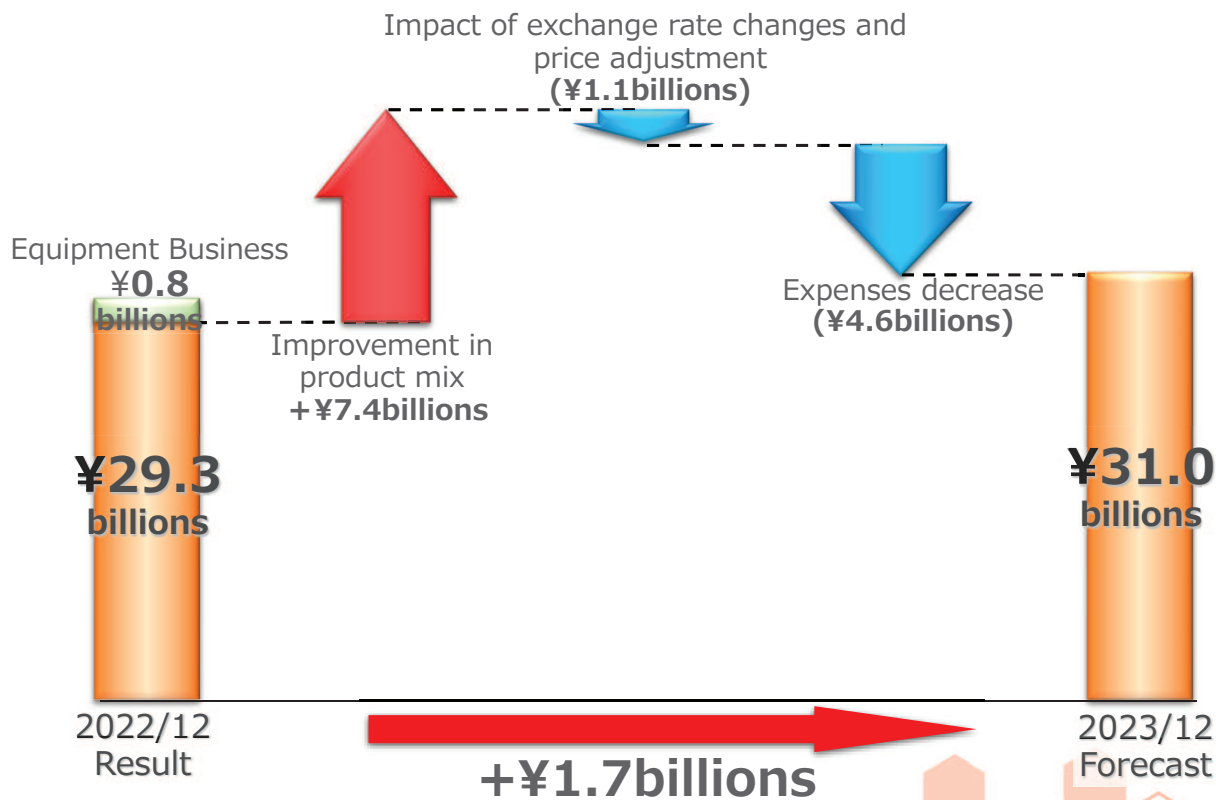 Impact of exchange rate changes and
price adjustment
(¥1.1billions)
Equipment Business
¥0.8
billions
Improvement in
product mix
+¥7.4billions
Expenses decrease
(¥4.6billions)
¥29.3
billions
¥31.0
billions
2022/12
Result
+¥1.7billions
2023/12
Forecast